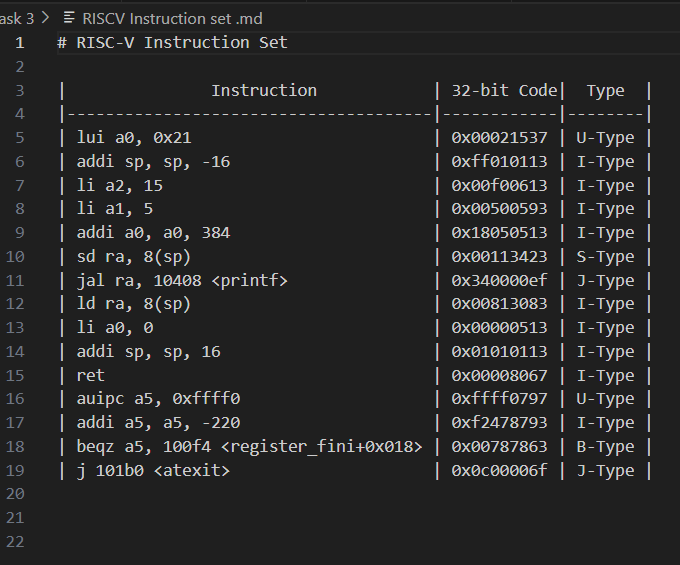 ask 3 > RISCV Instruction set .md
1 # RISC-V Instruction Set
2
3 | Instruction | 32-bit Code| Type |
4 |--------------------------------------|------------|--------|
5 | lui a0, 0x21 | 0x00021537 | U-Type |
6 | addi sp, sp, -16 | 0xff010113 | I-Type |
7 | li a2, 15 | 0x00f00613 | I-Type |
8 | li a1, 5 | 0x00500593 | I-Type |
9 | addi a0, a0, 384 | 0x18050513 | I-Type |
10 | sd ra, 8(sp) | 0x00113423 | S-Type |
11 | jal ra, 10408 <printf> | 0x340000ef | J-Type |
12 | ld ra, 8(sp) | 0x00813083 | I-Type |
13 | li a0, 0 | 0x00000513 | I-Type |
14 | addi sp, sp, 16 | 0x01010113 | I-Type |
15 | ret | 0x00008067 | I-Type |
16 | auipc a5, 0xffff0 | 0xffff0797 | U-Type |
17 | addi a5, a5, -220 | 0xf2478793 | I-Type |
18 | beqz a5, 100f4 <register_fini+0x018> | 0x00787863 | B-Type |
19 | j 101b0 <atexit> | 0x0c00006f | J-Type |
20
21
22